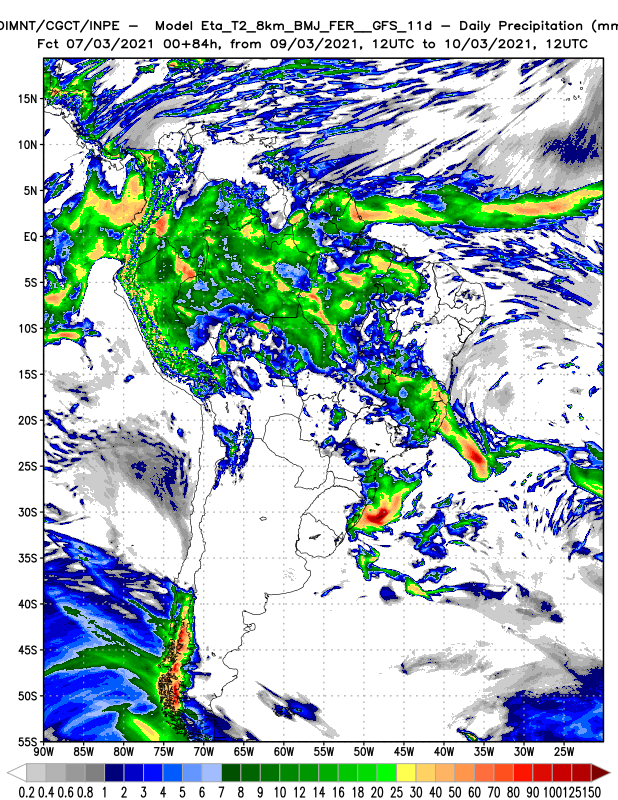 DIMNT/CGCT/INPE - Model Eta_T2_8km_BMJ_FER__GFS_11d - Daily Precipitation (mm
Fct 07/03/2021 00+84h, from 09/03/2021, 12UTC to 10/03/2021, 12UTC
15N
10N
5N
EQ
5S
10S
15S
20S
25S
30S
35S
40S
45S
50S
55S
90W 85W 80W 75W 70W 65W 60W 55W 50W 45W 40W 35W 30W 25W
0.2 0.4 0.6 0.8 1 2 3 4 5 6 7 8 9 10 12 14 16 18 20 25 30 40 50 60 70 80 90 100 125 150